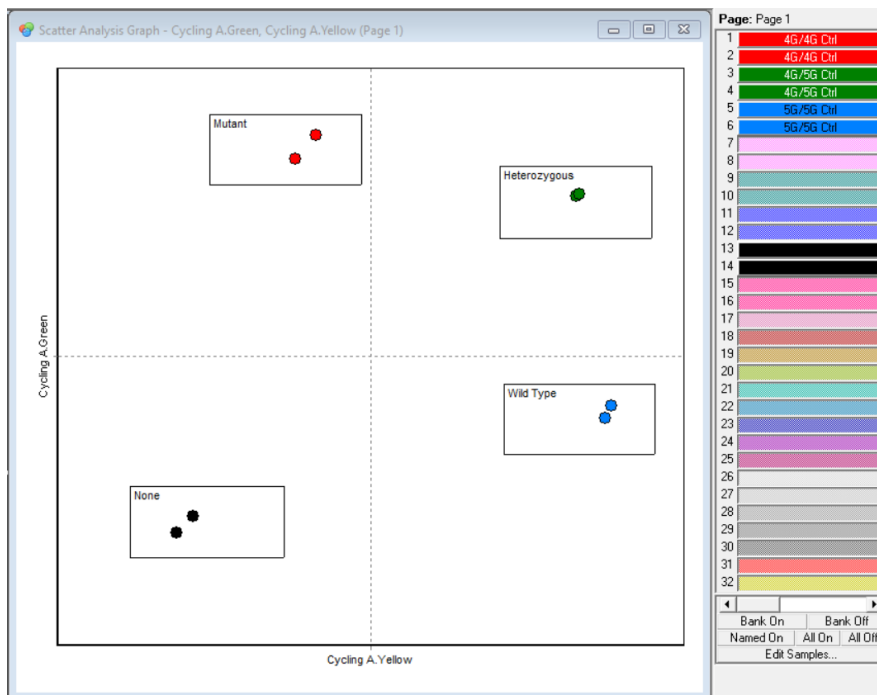 Scatter Analysis Graph - Cycling A.Green, Cycling A.Yellow (Page 1)
Mutant
Heterozygous
Cycling A.Green
Wild Type
None
Cycling A.Yellow
Page: Page 1
1 4G/4G Ctrl
2 4G/4G Ctrl
3 4G/5G Ctrl
4 4G/5G Ctrl
5 5G/5G Ctrl
6 5G/5G Ctrl
7
8
9
10
11
12
13
14
15
16
17
18
19
20
21
22
23
24
25
26
27
28
29
30
31
32
Bank On Bank Off
Named On All On All Off
Edit Samples...